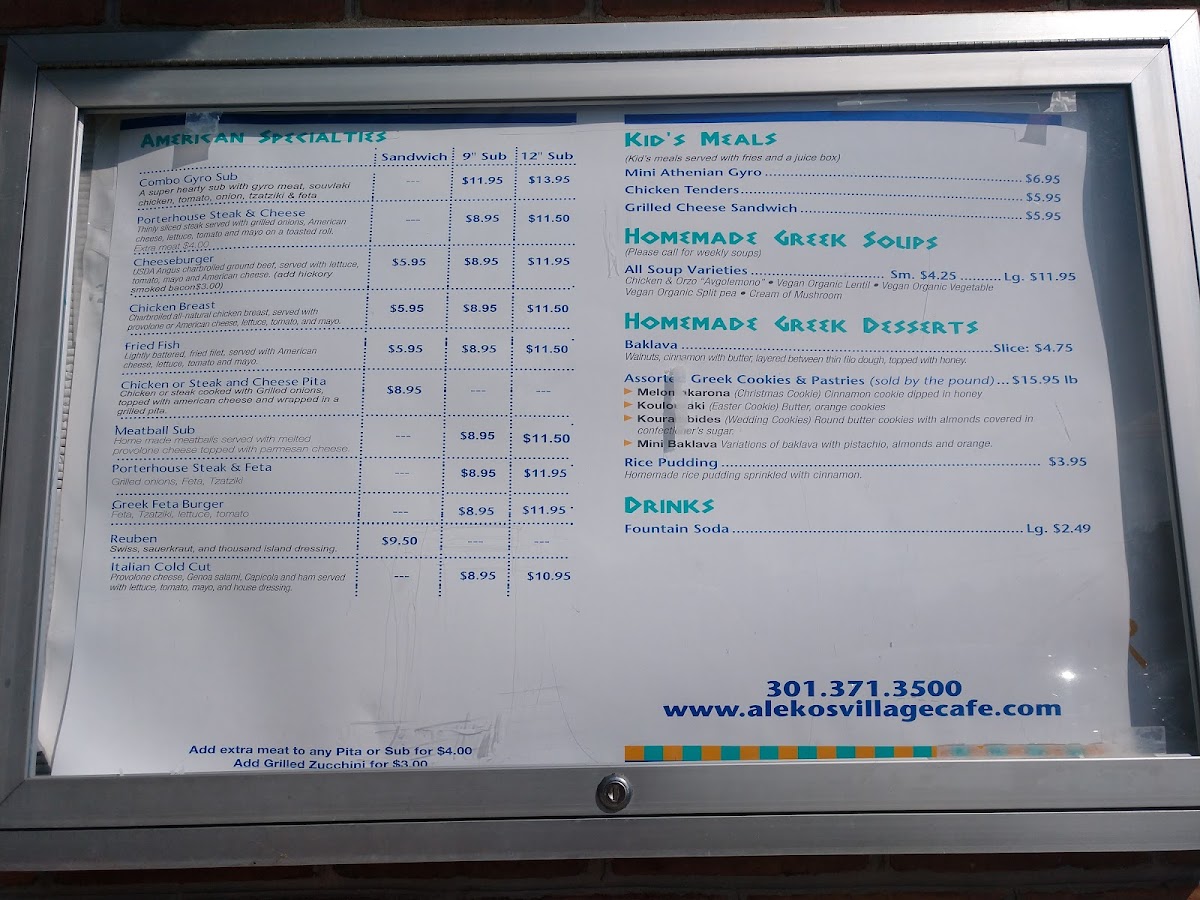 American Specialties
Sandwich 9" Sub 12" Sub
Combo Gyro Sub --- $11.95 $13.95
A super hearty sub with gyro meat, souvlaki
chicken, tomato, onion, tzatziki & feta
Porterhouse Steak & Cheese --- $8.95 $11.50
Thinly sliced steak served with grilled onions, American
cheese, lettuce, tomato and mayo on a toasted roll.
Extra meat $4.00
Cheeseburger $5.95 $8.95 $11.95
USDA Angus charbroiled ground beef, served with lettuce,
tomato, mayo and American cheese. (add hickory
smoked bacon$3.00)
Chicken Breast $5.95 $8.95 $11.50
Charbroiled all-natural chicken breast, served with
provolone or American cheese, lettuce, tomato, and mayo.
Fried Fish $5.95 $8.95 $11.50
Lightly battered, fried filet, served with American
cheese, lettuce, tomato and mayo.
Chicken or Steak and Cheese Pita $8.95 --- ---
Chicken or steak cooked with Grilled onions,
topped with american cheese and wrapped in a
grilled pita.
Meatball Sub --- $8.95 $11.50
Home made meatballs served with melted
provolone cheese topped with parmesan cheese.
Porterhouse Steak & Feta --- $8.95 $11.95
Grilled onions, Feta, Tzatziki
Greek Feta Burger --- $8.95 $11.95
Feta, Tzatziki, lettuce, tomato
Reuben $9.50 --- ---
Swiss, sauerkraut, and thousand island dressing.
Italian Cold Cut --- $8.95 $10.95
Provolone cheese, Genoa salami, Capicola and ham served
with lettuce, tomato, mayo, and house dressing.
Add extra meat to any Pita or Sub for $4.00
Add Grilled Zucchini for $3.00
Kid's Meals
(Kid's meals served with fries and a juice box)
Mini Athenian Gyro $6.95
Chicken Tenders $5.95
Grilled Cheese Sandwich $5.95
Homemade Greek Soups
(Please call for weekly soups)
All Soup Varieties Sm. $4.25 Lg. $11.95
Chicken & Orzo "Avgolemono" • Vegan Organic Lentil • Vegan Organic Vegetable
Vegan Organic Split pea • Cream of Mushroom
Homemade Greek Desserts
Baklava Slice: $4.75
Walnuts, cinnamon with butter, layered between thin filo dough, topped with honey.
Greek Cookies & Pastries (sold by the pound)...$15.95 lb
(Christmas Cookie) Cinnamon cookie dipped in honey
(Easter Cookie) Butter, orange cookies
(Wedding Cookies) Round butter cookies with almonds covered in
sugar.
Mini Baklava Variations of baklava with pistachio, almonds and orange.
Rice Pudding $3.95
Homemade rice pudding sprinkled with cinnamon.
Drinks
Fountain Soda Lg. $2.49
301.371.3500
www.alekosvillagecafe.com